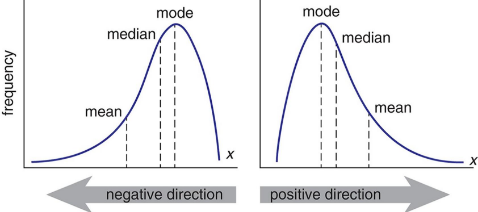 mode
median
mean
frequency
x
negative direction
mode
median
mean
x
positive direction